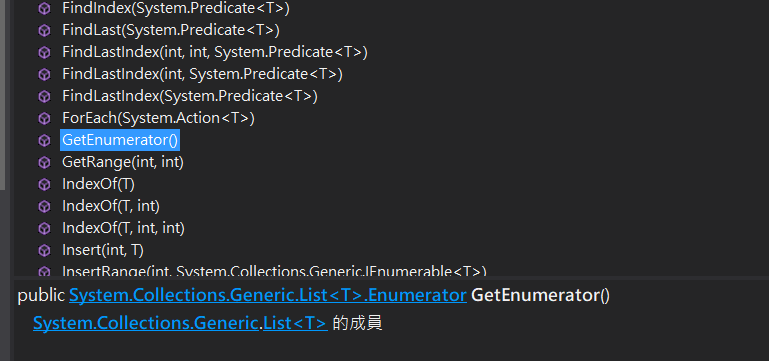 FindIndex(System.Predicate<T>)
FindLast(System.Predicate<T>)
FindLastIndex(int, int, System.Predicate<T>)
FindLastIndex(int, System.Predicate<T>)
FindLastIndex(System.Predicate<T>)
ForEach(System.Action<T>)
GetEnumerator()
GetRange(int, int)
IndexOf(T)
IndexOf(T, int)
IndexOf(T, int, int)
Insert(int, T)
InsertRange(int, System.Collections.Generic.IEnumerable<T>)
public System.Collections.Generic.List<T>.Enumerator GetEnumerator()
System.Collections.Generic.List<T> 的成員